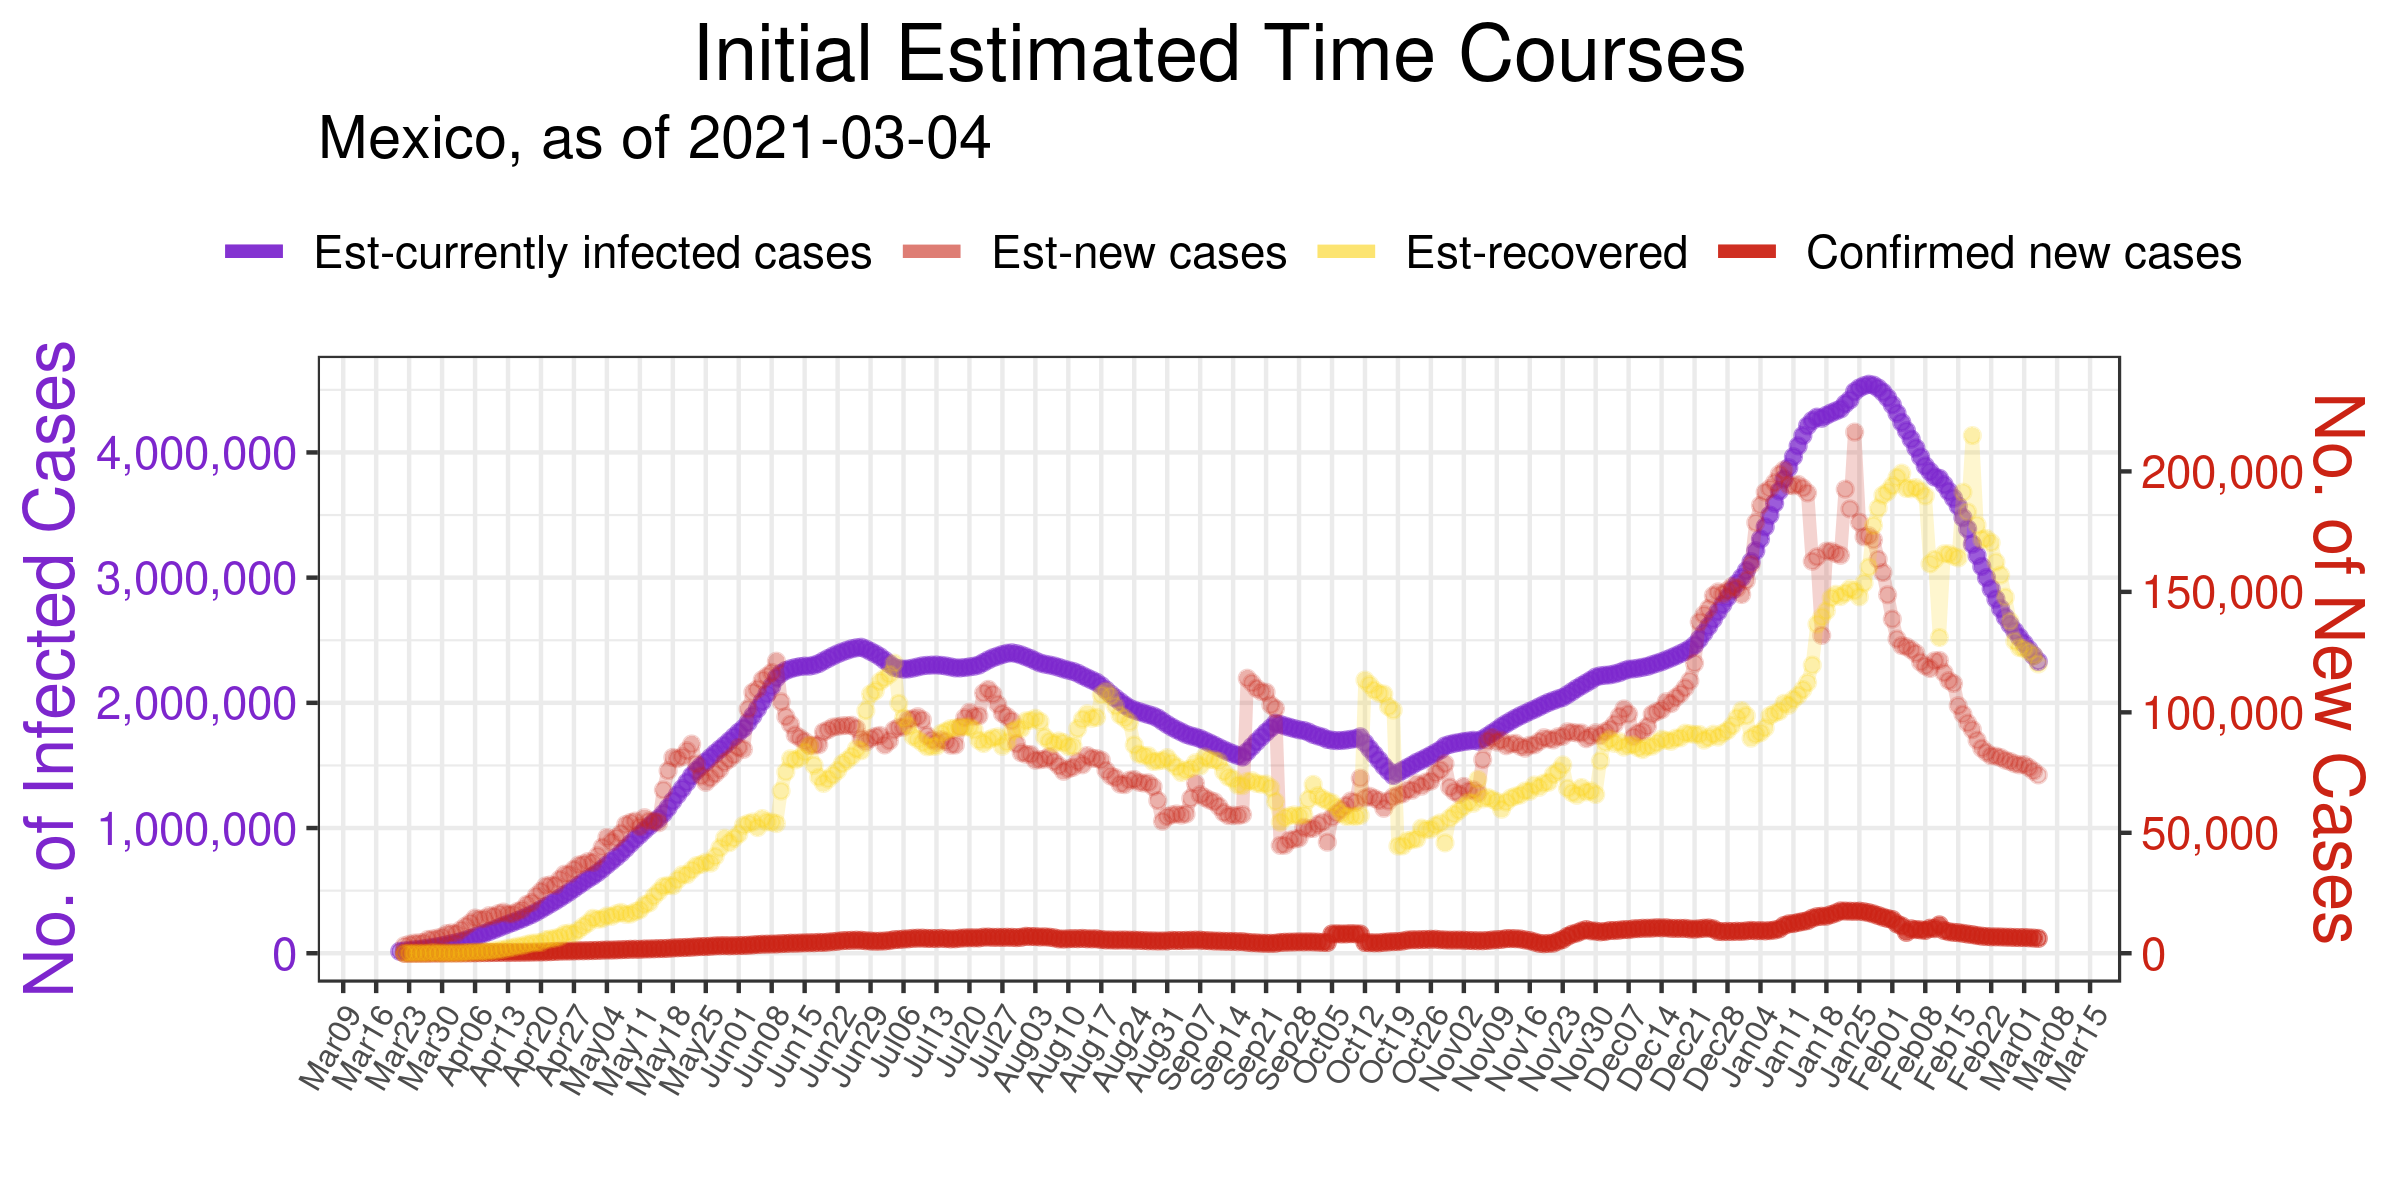 Initial Estimated Time Courses
Mexico, as of 2021-03-04
Est-currently infected cases Est-new cases Est-recovered Confirmed new cases
No. of Infected Cases
4,000,000
3,000,000
2,000,000
1,000,000
0
200,000
150,000
100,000
50,000
0
No. of New Cases
Mar09 Mar16 Mar23 Mar30 Apr06 Apr13 Apr20 Apr27 May04 May11 May18 May25 Jun01 Jun08 Jun15 Jun22 Jun29 Jul06 Jul13 Jul20 Jul27 Aug03 Aug10 Aug17 Aug24 Aug31 Sep07 Sep14 Sep21 Sep28 Oct05 Oct12 Oct19 Oct26 Nov02 Nov09 Nov16 Nov23 Nov30 Dec07 Dec14 Dec21 Dec28 Jan04 Jan11 Jan18 Jan25 Feb01 Feb08 Feb15 Feb22 Mar01 Mar08 Mar15